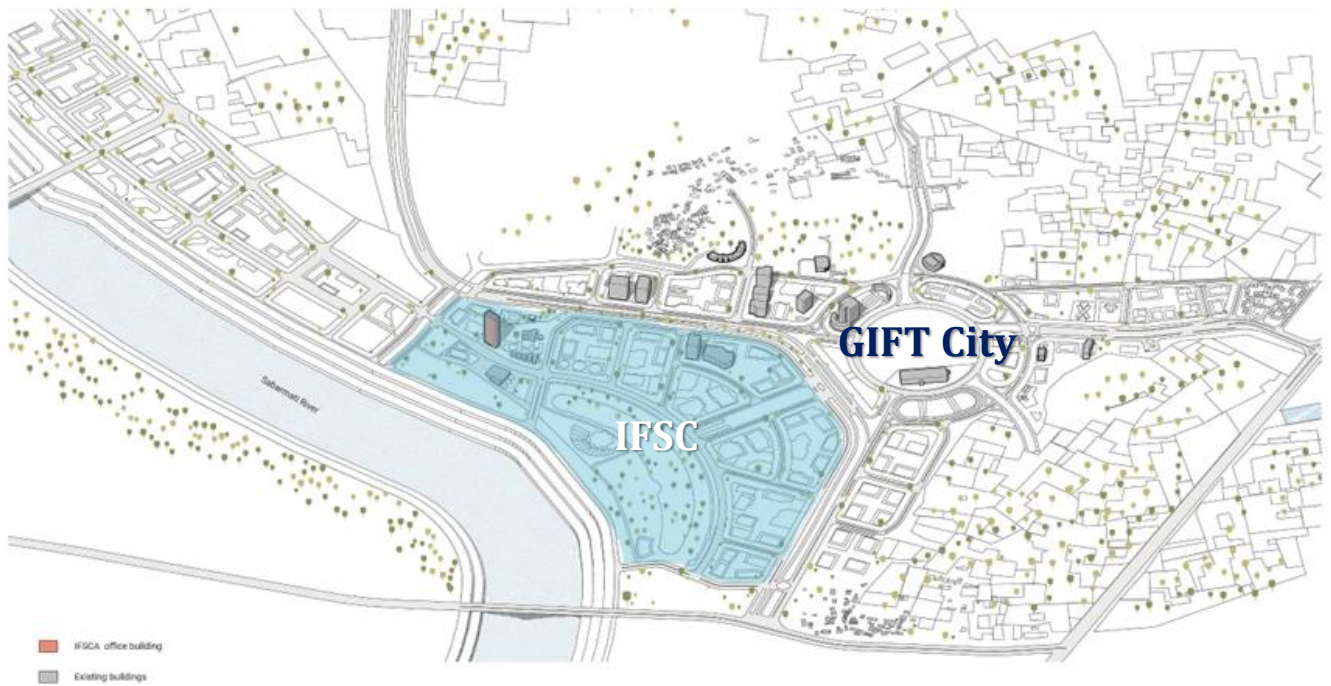 GIFT City
IFSC
Sabarmati River
IFSCA office building
Existing buildings